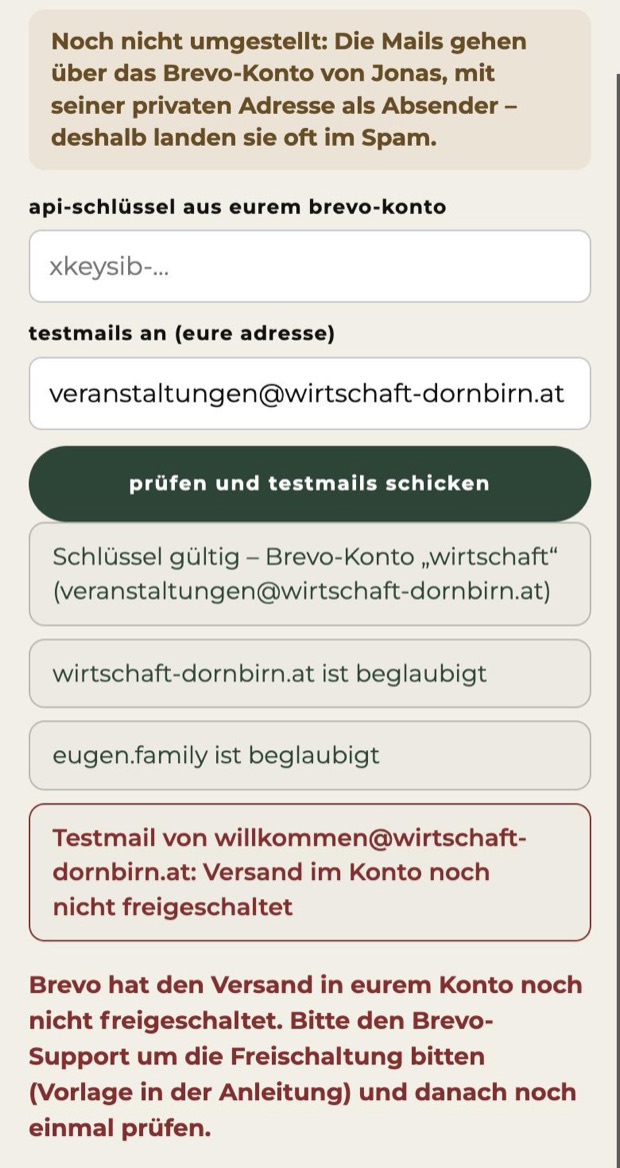 Noch nicht umgestellt: Die Mails gehen
über das Brevo-Konto von Jonas, mit
seiner privaten Adresse als Absender –
deshalb landen sie oft im Spam.
api-schlüssel aus eurem brevo-konto
xkeysib-...
testmails an (eure adresse)
veranstaltungen@wirtschaft-dornbirn.at
prüfen und testmails schicken
Schlüssel gültig – Brevo-Konto „wirtschaft“
(veranstaltungen@wirtschaft-dornbirn.at)
wirtschaft-dornbirn.at ist beglaubigt
eugen.family ist beglaubigt
Testmail von willkommen@wirtschaft-
dornbirn.at: Versand im Konto noch
nicht freigeschaltet
Brevo hat den Versand in eurem Konto noch
nicht freigeschaltet. Bitte den Brevo-
Support um die Freischaltung bitten
(Vorlage in der Anleitung) und danach noch
einmal prüfen.